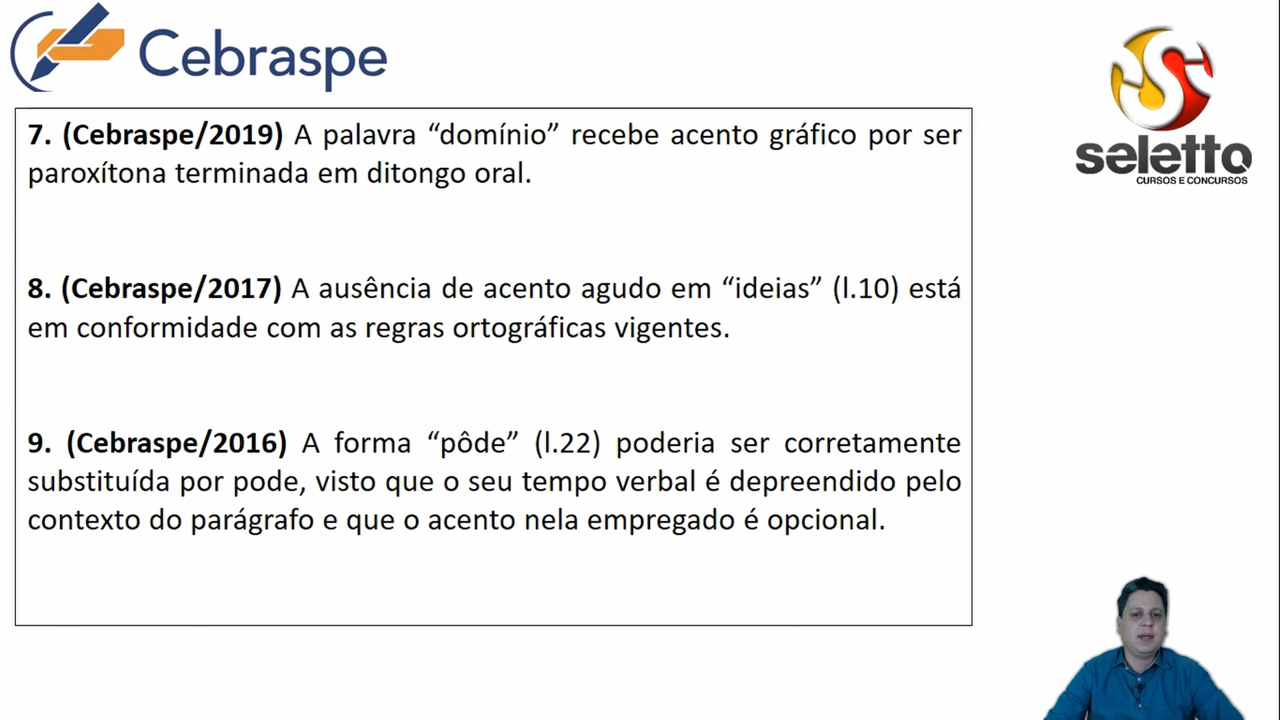 Cebraspe
seletto
CURSOS E CONCURSOS
7. (Cebraspe/2019) A palavra “domínio” recebe acento gráfico por ser
paroxítona terminada em ditongo oral.
8. (Cebraspe/2017) A ausência de acento agudo em “ideias” (l.10) está
em conformidade com as regras ortográficas vigentes.
9. (Cebraspe/2016) A forma “pôde” (l.22) poderia ser corretamente
substituída por pode, visto que o seu tempo verbal é depreendido pelo
contexto do parágrafo e que o acento nela empregado é opcional.